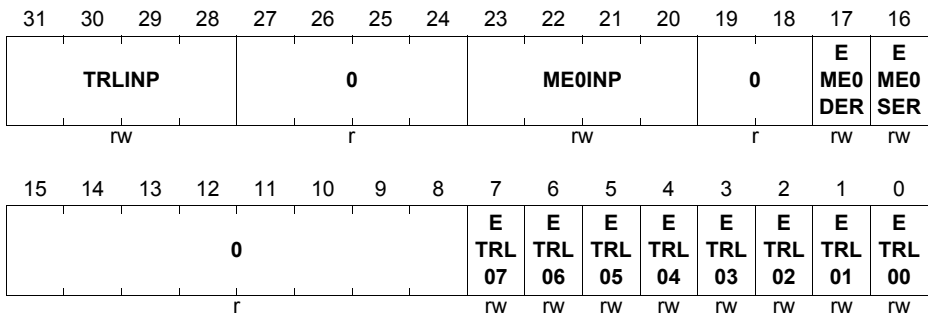 31 30 29 28 27 26 25 24 23 22 21 20 19 18 17 16
TRLINP 0 ME0INP 0 E ME0 DER E ME0 SER
rw r rw r rw rw
15 14 13 12 11 10 9 8 7 6 5 4 3 2 1 0
0 E TRL 07 E TRL 06 E TRL 05 E TRL 04 E TRL 03 E TRL 02 E TRL 01 E TRL 00
r rw rw rw rw rw rw rw rw